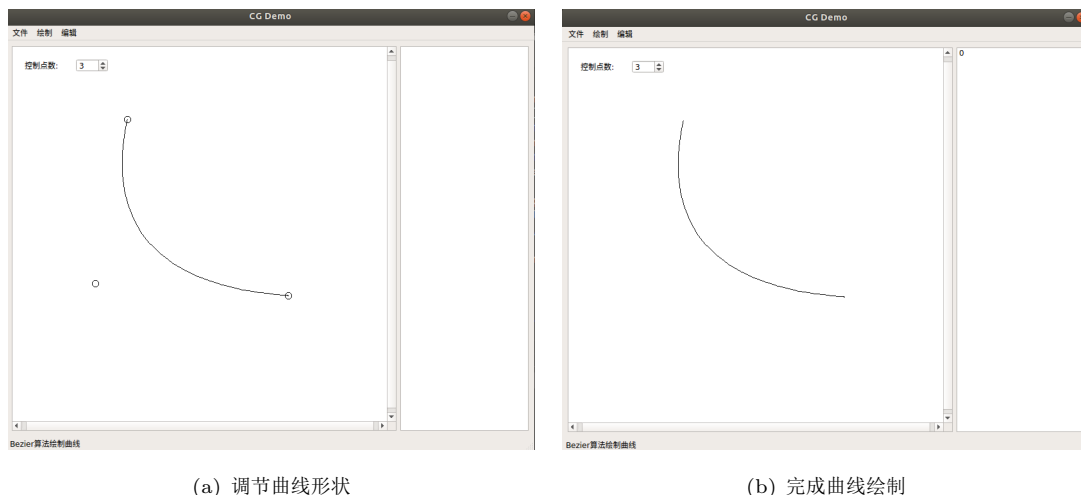 CG Demo
文件 绘制 编辑
控制点数: 3
Bezier算法绘制曲线
(a) 调节曲线形状
CG Demo
文件 绘制 编辑
控制点数: 3
0
Bezier算法绘制曲线
(b) 完成曲线绘制